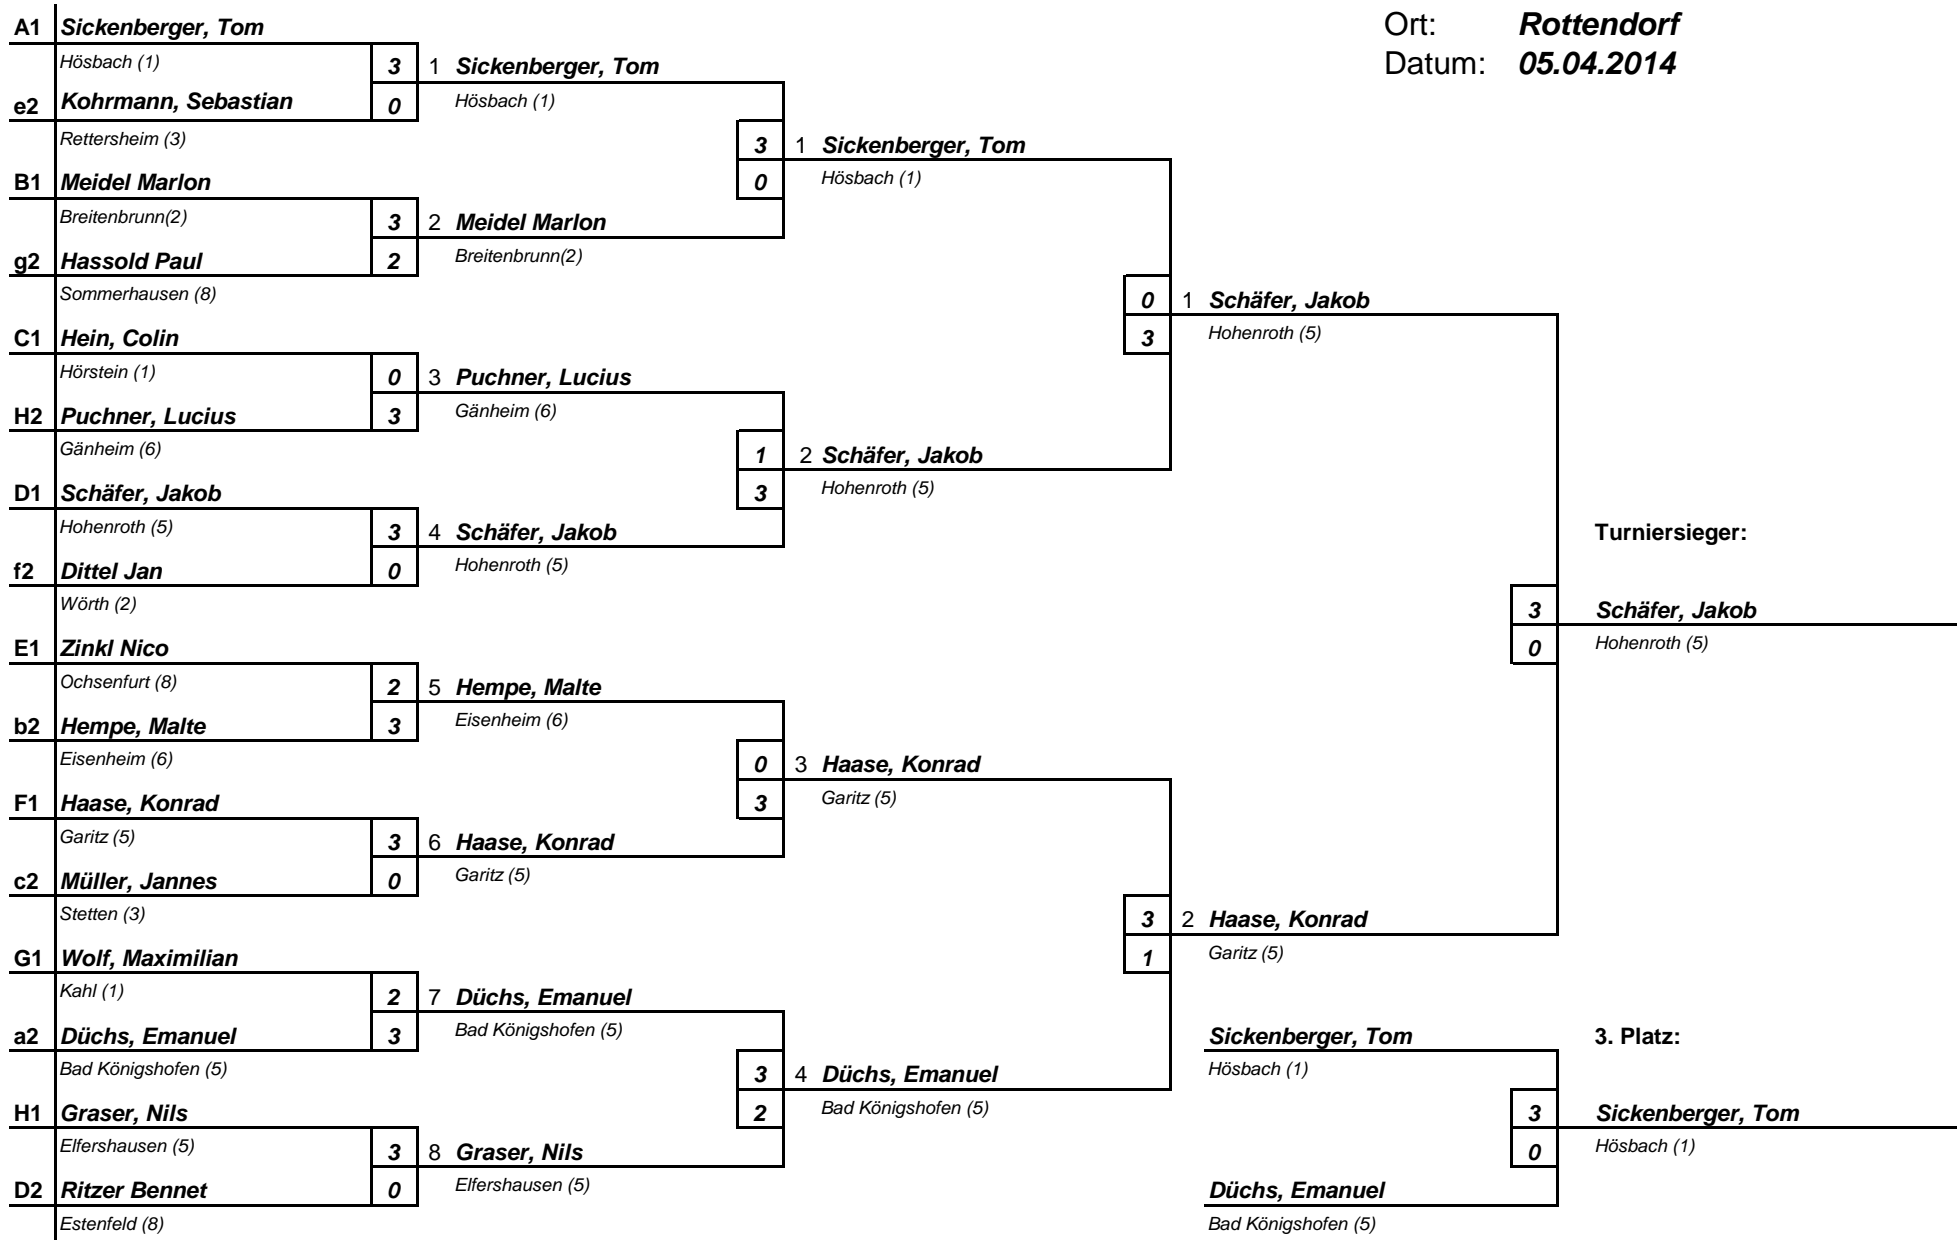 Ort: Rottendorf
Datum: 05.04.2014
A1 Sickenberger, Tom
Hösbach (1)
3
e2 Kohrmann, Sebastian
0
Rettersheim (3)
B1 Meidel Marlon
Breitenbrunn(2)
3
g2 Hassold Paul
2
Sommerhausen (8)
C1 Hein, Colin
Hörstein (1)
0
H2 Puchner, Lucius
3
Gänheim (6)
D1 Schäfer, Jakob
Hohenroth (5)
3
f2 Dittel Jan
0
Wörth (2)
E1 Zinkl Nico
Ochsenfurt (8)
2
b2 Hempe, Malte
3
Eisenheim (6)
F1 Haase, Konrad
Garitz (5)
3
c2 Müller, Jannes
0
Stetten (3)
G1 Wolf, Maximilian
Kahl (1)
2
a2 Düchs, Emanuel
3
Bad Königshofen (5)
H1 Graser, Nils
Elfershausen (5)
3
D2 Ritzer Bennet
0
Estenfeld (8)
1 Sickenberger, Tom
Hösbach (1)
3
0
2 Meidel Marlon
Breitenbrunn(2)
3 Puchner, Lucius
Gänheim (6)
1
3
4 Schäfer, Jakob
Hohenroth (5)
5 Hempe, Malte
Eisenheim (6)
0
3
6 Haase, Konrad
Garitz (5)
7 Düchs, Emanuel
Bad Königshofen (5)
3
2
8 Graser, Nils
Elfershausen (5)
1 Sickenberger, Tom
Hösbach (1)
0
3
2 Schäfer, Jakob
Hohenroth (5)
3 Haase, Konrad
Garitz (5)
3
1
4 Düchs, Emanuel
Bad Königshofen (5)
1 Schäfer, Jakob
Hohenroth (5)
3
0
2 Haase, Konrad
Garitz (5)
Turniersieger:
Schäfer, Jakob
Hohenroth (5)
Sickenberger, Tom
Hösbach (1)
3
0
Düchs, Emanuel
Bad Königshofen (5)
3. Platz:
Sickenberger, Tom
Hösbach (1)